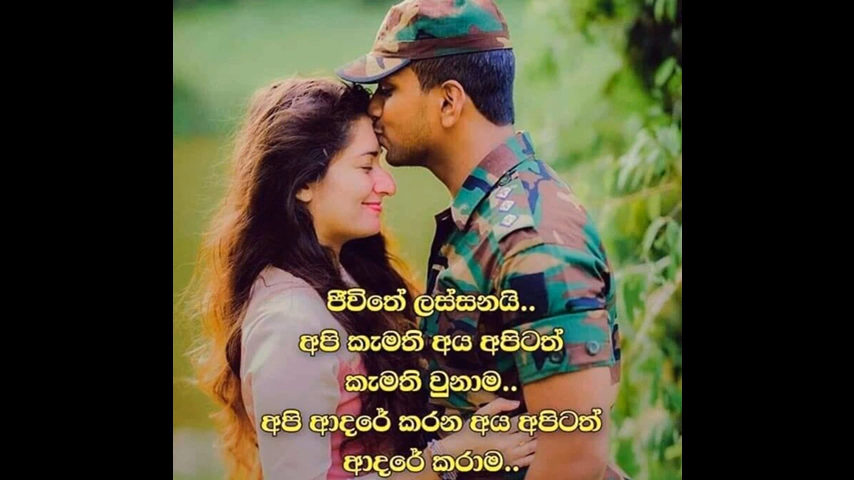 ජීවිතේ ලස්සනයි..
අපි කැමති අය අපිටත්
කැමති වුනාම..
අපි ආදරේ කරන අය අපිටත්
ආදරේ කරාම..